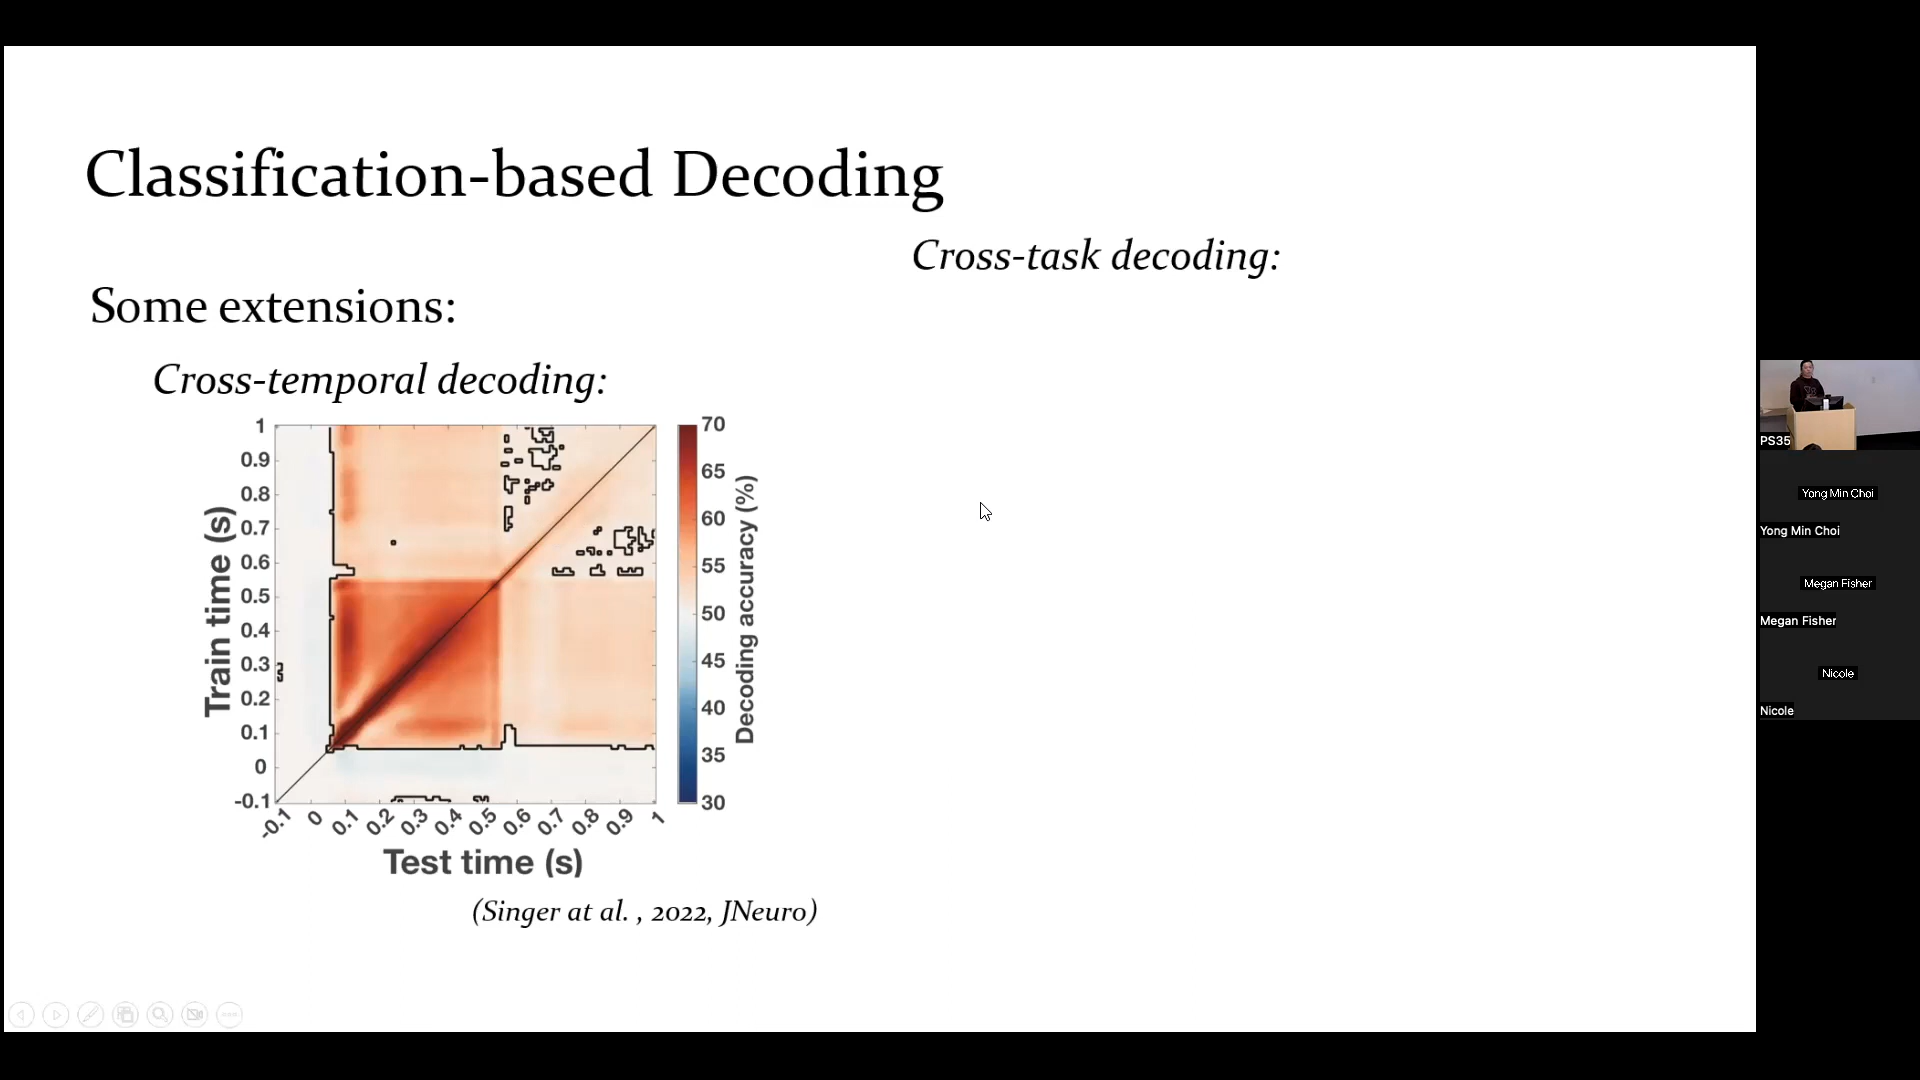 Classification-based Decoding
Cross-task decoding:
Some extensions:
Cross-temporal decoding:
1
0.9
0.8
0.7
0.6
0.5
0.4
0.3
0.2
0.1
0
-0.1
Train time (s)
-0.1 0 0.1 0.2 0.3 0.4 0.5 0.6 0.7 0.8 0.9 1
Test time (s)
70
65
60
55
50
45
40
35
30
Decoding accuracy (%)
(Singer at al. , 2022, JNeuro)
PS35
Yong Min Choi
Yong Min Choi
Megan Fisher
Megan Fisher
Nicole
Nicole